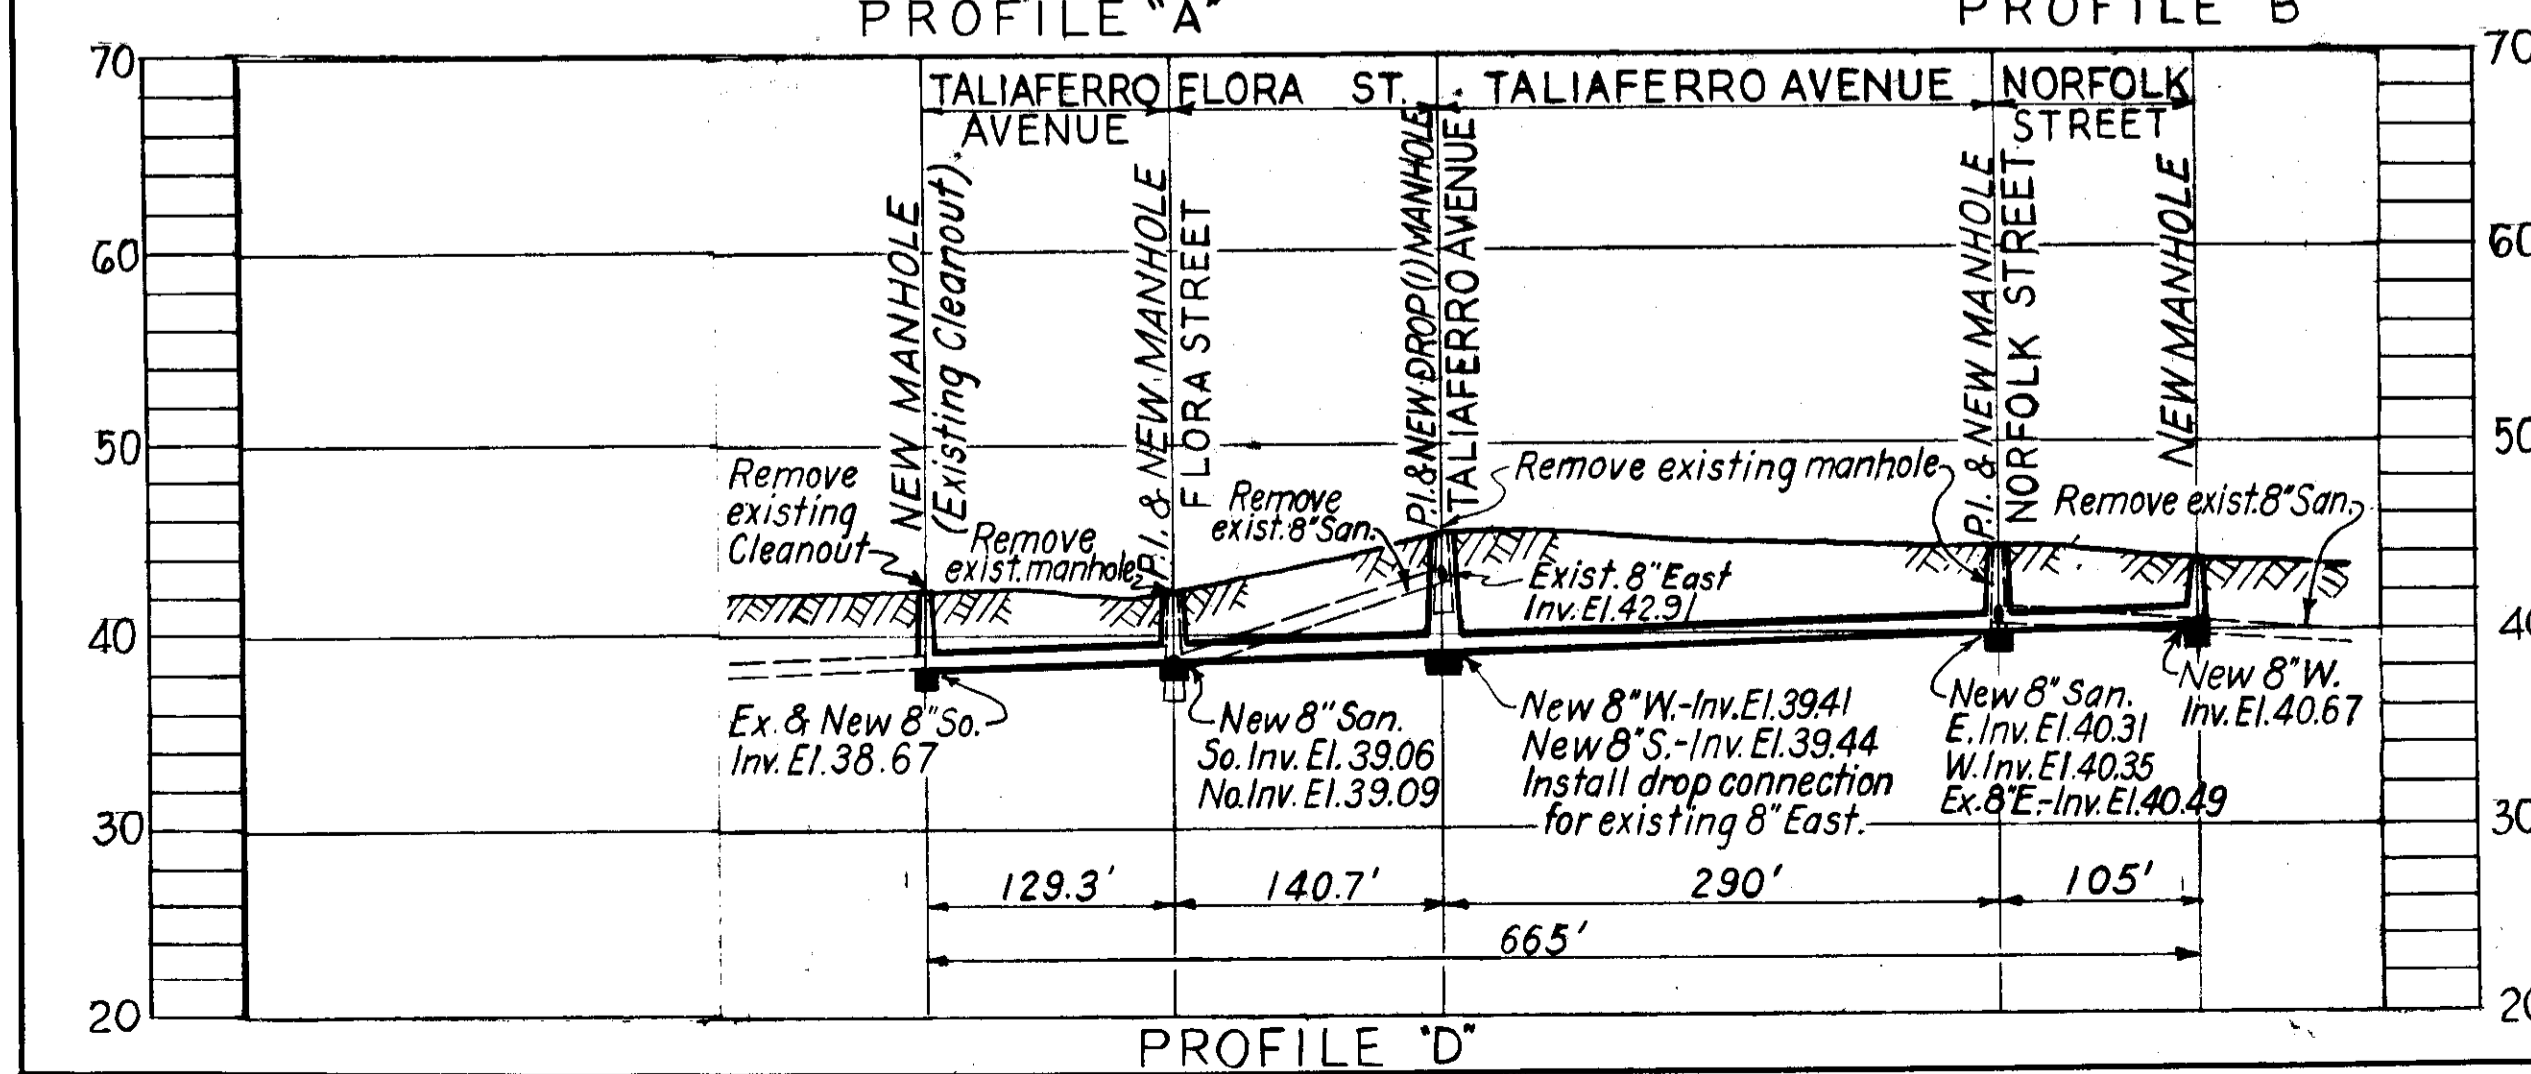 PROFILE "A"
PROFILE B
70
60
50
40
30
20
70
60
50
40
30
20
TALIAFERRO
AVENUE
FLORA ST.
TALIAFERRO AVENUE
NORFOLK
STREET
NEW MANHOLE
(Existing Cleanout)
P.I. & NEW MANHOLE
FLORA STREET
P.I. & NEW DROP (1) MANHOLE
TALIAFERRO AVENUE
P.I. & NEW MANHOLE
NORFOLK STREET
NEW MANHOLE
Remove
existing
Cleanout
Remove
exist. manhole
Remove
exist. 8" San.
Remove existing manhole
Remove exist. 8" San.
Exist. 8" East
Inv. El. 42.91
Ex. & New 8" So.
Inv. El. 38.67
New 8" San.
So. Inv. El. 39.06
No. Inv. El. 39.09
New 8" W.-Inv. El. 39.41
New 8" S.-Inv. El. 39.44
Install drop connection
for existing 8" East.
New 8" San.
E. Inv. El. 40.31
W. Inv. El. 40.35
Ex. 8" E.-Inv. El. 40.49
New 8" W.
Inv. El. 40.67
129.3'
140.7'
290'
105'
665'
PROFILE "D"